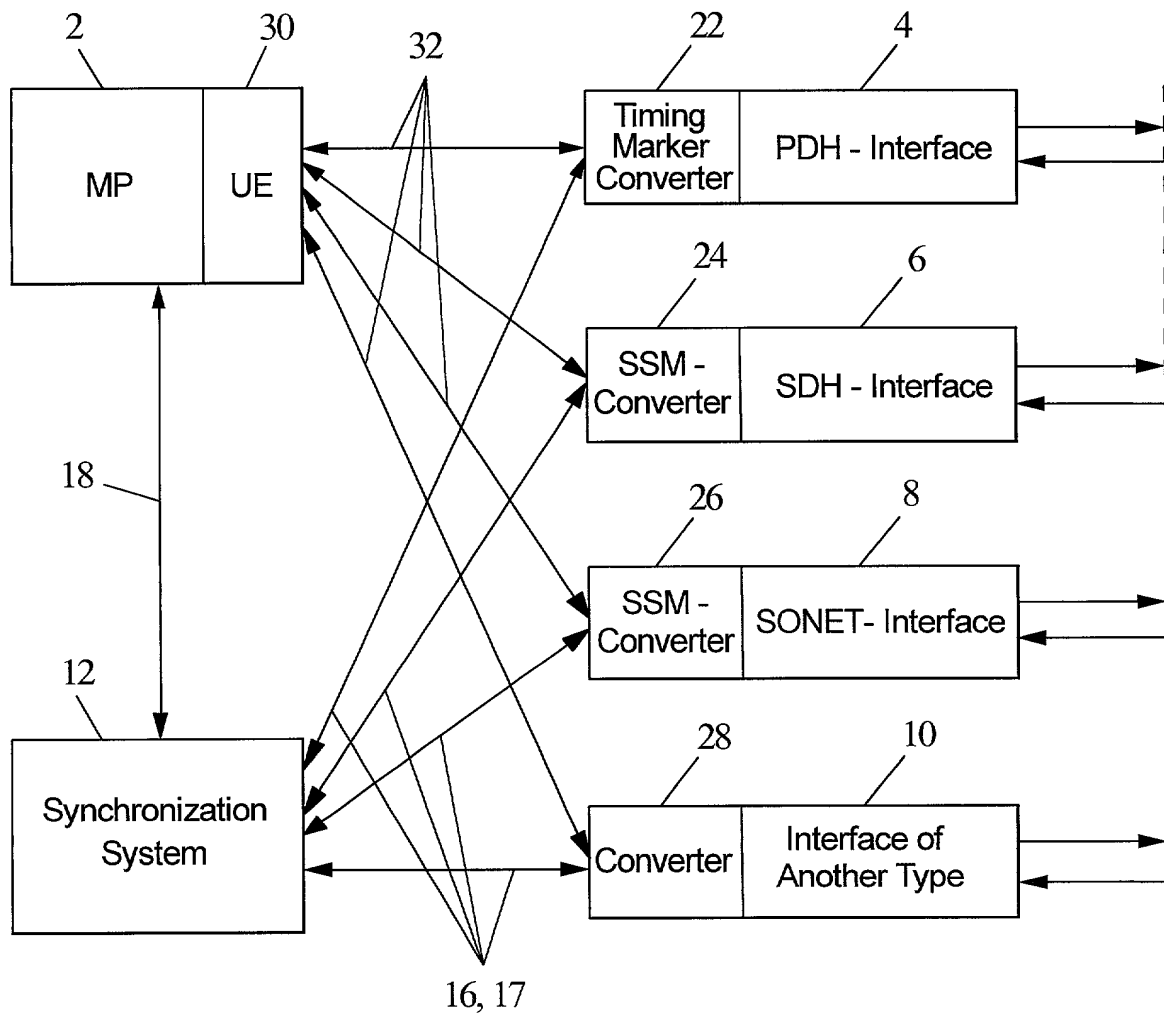 2
30
32
22
4
MP
UE
Timing
Marker
Converter
PDH - Interface
24
6
SSM -
Converter
SDH - Interface
18
26
8
SSM -
Converter
SONET- Interface
12
28
10
Synchronization
System
Converter
Interface of
Another Type
16, 17